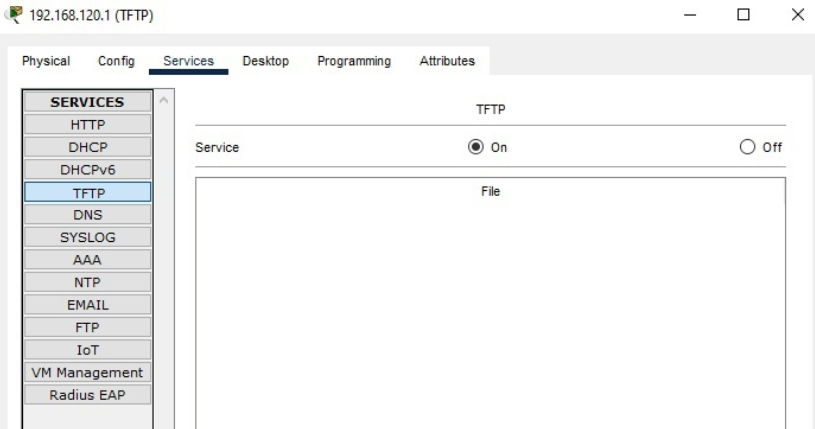 192.168.120.1 (TFTP)
Physical Config Services Desktop Programming Attributes
SERVICES
HTTP
DHCP
DHCPv6
TFTP
DNS
SYSLOG
AAA
NTP
EMAIL
FTP
IoT
VM Management
Radius EAP
TFTP
Service On Off
File